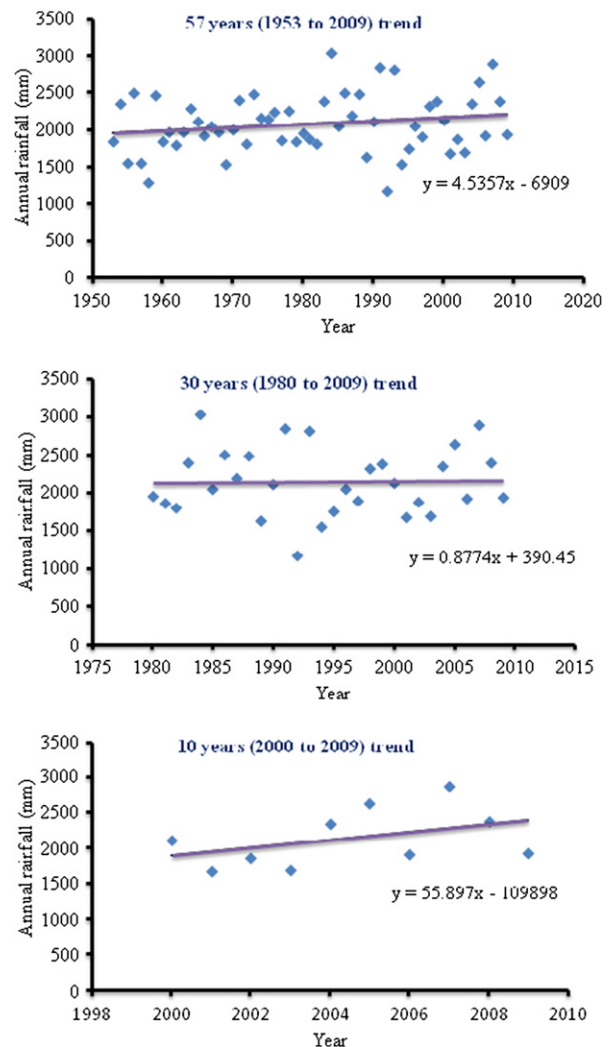 57 years (1953 to 2009) trend
3500
3000
2500
2000
1500
1000
500
0
Annual rainfall (mm)
y = 4.5357x - 6909
1950 1960 1970 1980 1990 2000 2010 2020
Year
30 years (1980 to 2009) trend
3500
3000
2500
2000
1500
1000
500
0
Annual rainfall (mm)
y = 0.8774x + 390.45
1975 1980 1985 1990 1995 2000 2005 2010 2015
Year
10 years (2000 to 2009) trend
3500
3000
2500
2000
1500
1000
500
0
Annual rainfall (mm)
y = 55.897x - 109898
1998 2000 2002 2004 2006 2008 2010
Year